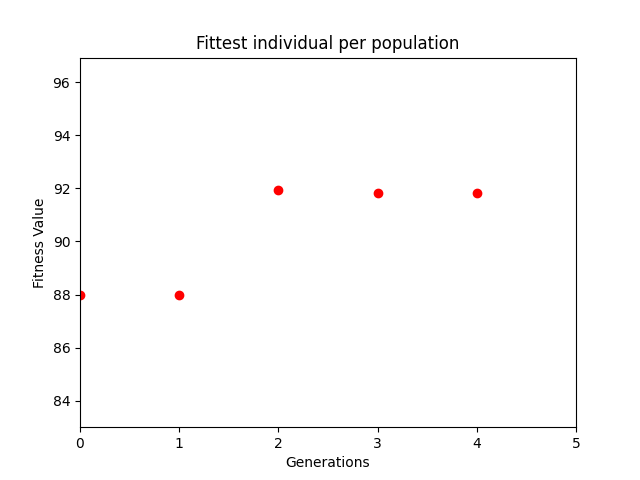 Fittest individual per population
96
94
92
90
88
86
84
Fitness Value
0 1 2 3 4 5
Generations